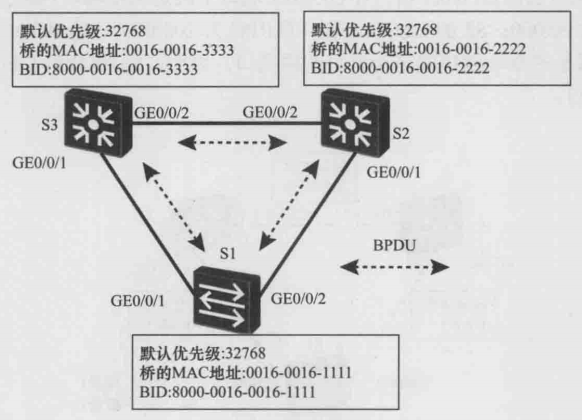 默认优先级:32768
桥的MAC地址:0016-0016-3333
BID:8000-0016-0016-3333
默认优先级:32768
桥的MAC地址:0016-0016-2222
BID:8000-0016-0016-2222
GE0/0/2
GE0/0/2
S3
S2
GE0/0/1
GE0/0/1
BPDU
S1
GE0/0/1
GE0/0/2
默认优先级:32768
桥的MAC地址:0016-0016-1111
BID:8000-0016-0016-1111